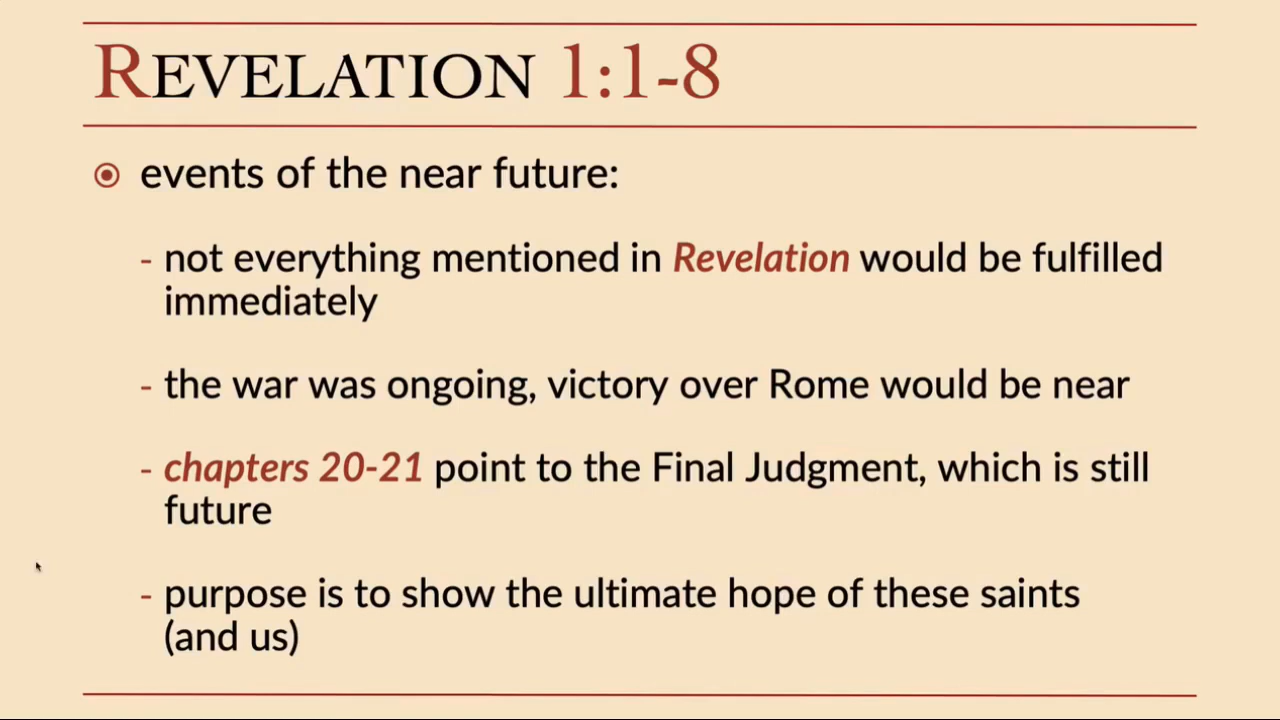 REVELATION 1:1-8
events of the near future:
- not everything mentioned in Revelation would be fulfilled
immediately
- the war was ongoing, victory over Rome would be near
- chapters 20-21 point to the Final Judgment, which is still
future
- purpose is to show the ultimate hope of these saints
(and us)